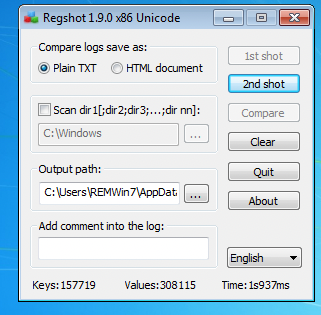 Regshot 1.9.0 x86 Unicode
Compare logs save as:
Plain TXT
HTML document
1st shot
2nd shot
Scan dir1[;dir2;dir3;...;dir nn]:
Compare
C:\Windows
...
Clear
Output path:
Quit
C:\Users\REMWin7\AppDat
...
About
Add comment into the log:
English
Keys:157719 Values:308115 Time:1s937ms